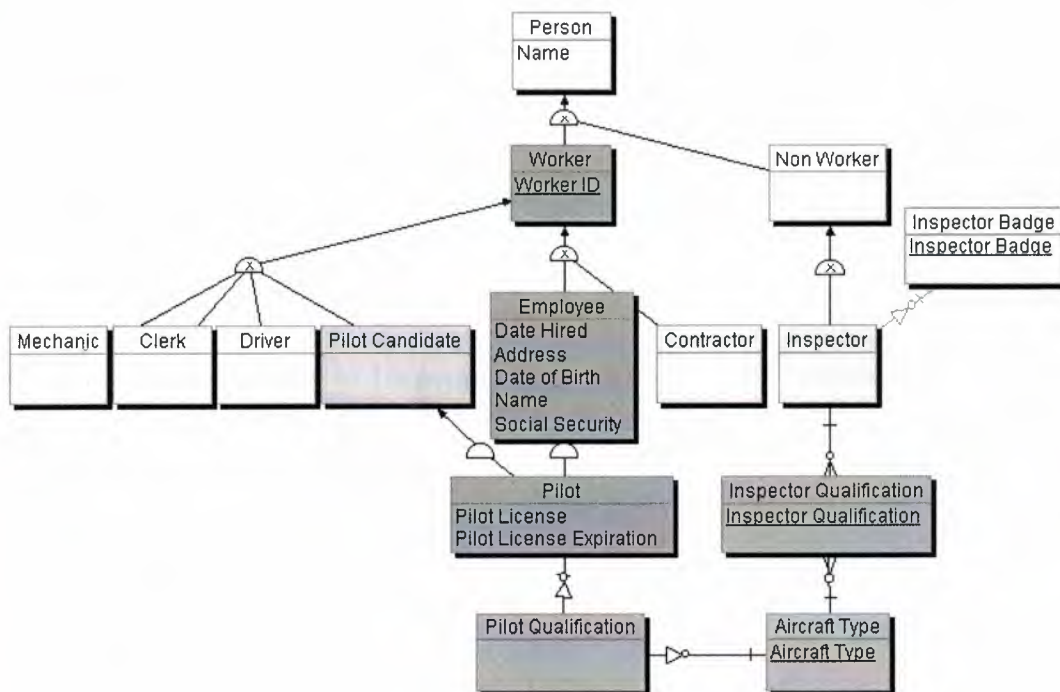 Person
Name
x
Worker
Worker ID
Non Worker
Inspector Badge
Inspector Badge
x
x
x
Mechanic
Clerk
Driver
Pilot Candidate
Employee
Date Hired
Address
Date of Birth
Name
Social Security
Contractor
Inspector
Pilot
Pilot License
Pilot License Expiration
Inspector Qualification
Inspector Qualification
Pilot Qualification
Aircraft Type
Aircraft Type